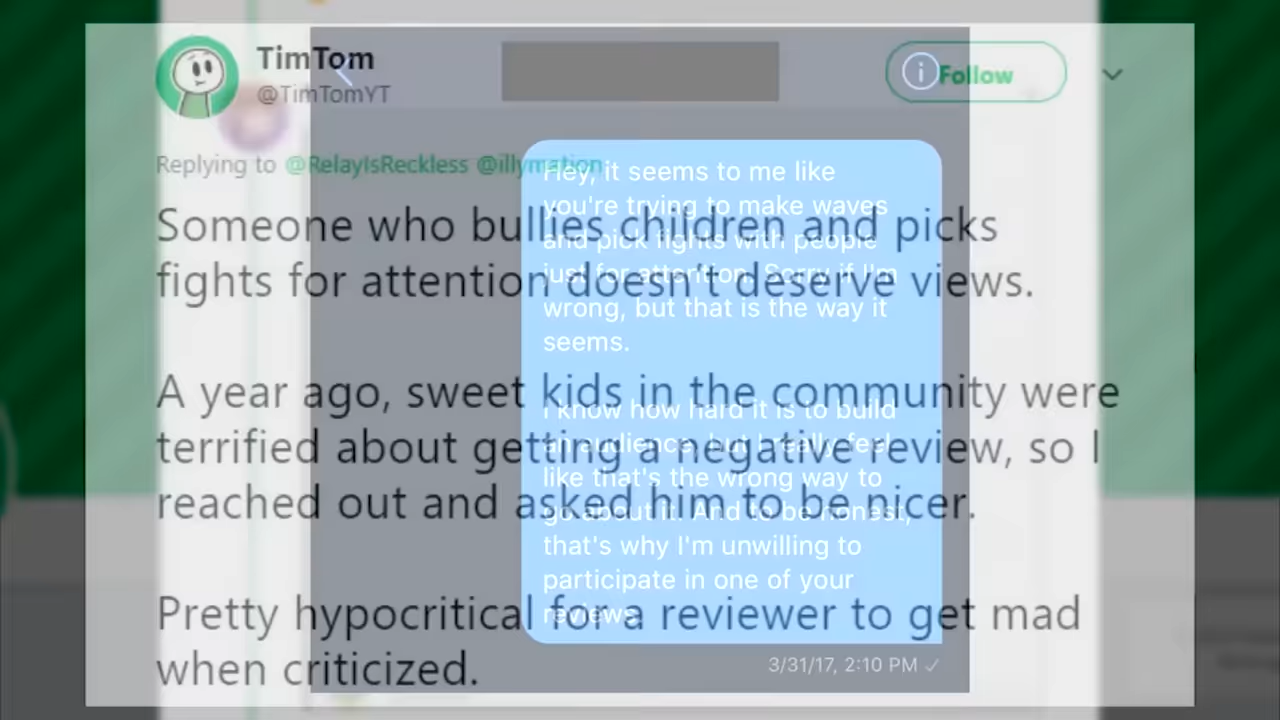 TimTom
@TimTomYT
Follow
Replying to @RelayIsReckless @illymation
Someone who bullies children and picks
fights for attention doesn't deserve views.
A year ago, sweet kids in the community were
terrified about getting a negative review, so I
reached out and asked him to be nicer.
Pretty hypocritical for a reviewer to get mad
when criticized.
Hey, it seems to me like
you're trying to make waves
and pick fights with people
just for attention. Sorry if I'm
wrong, but that is the way it
seems.
I know how hard it is to build
an audience, but I really feel
like that's the wrong way to
go about it. And to be honest,
that's why I'm unwilling to
participate in one of your
reviews.
3/31/17, 2:10 PM